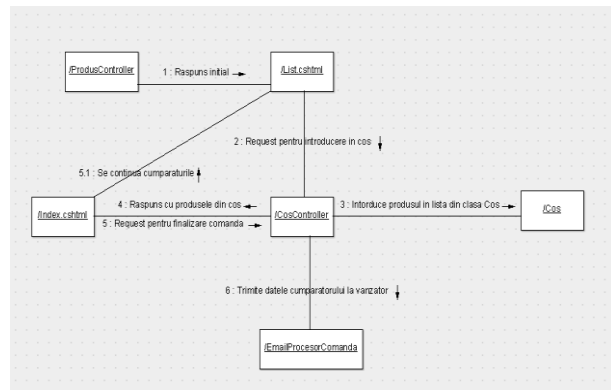 /ProdusController
1 : Raspuns initial
/List.cshtml
2 : Request pentru introducere in cos
5.1 : Se continua cumparaturile
/Index.cshtml
4 : Raspuns cu produsele din cos
5 : Request pentru finalizare comanda
/CosController
3 : Intorduce produsul in lista din clasa Cos
/Cos
6 : Trimite datele cumparatorului la vanzator
/EmailProcesorComanda